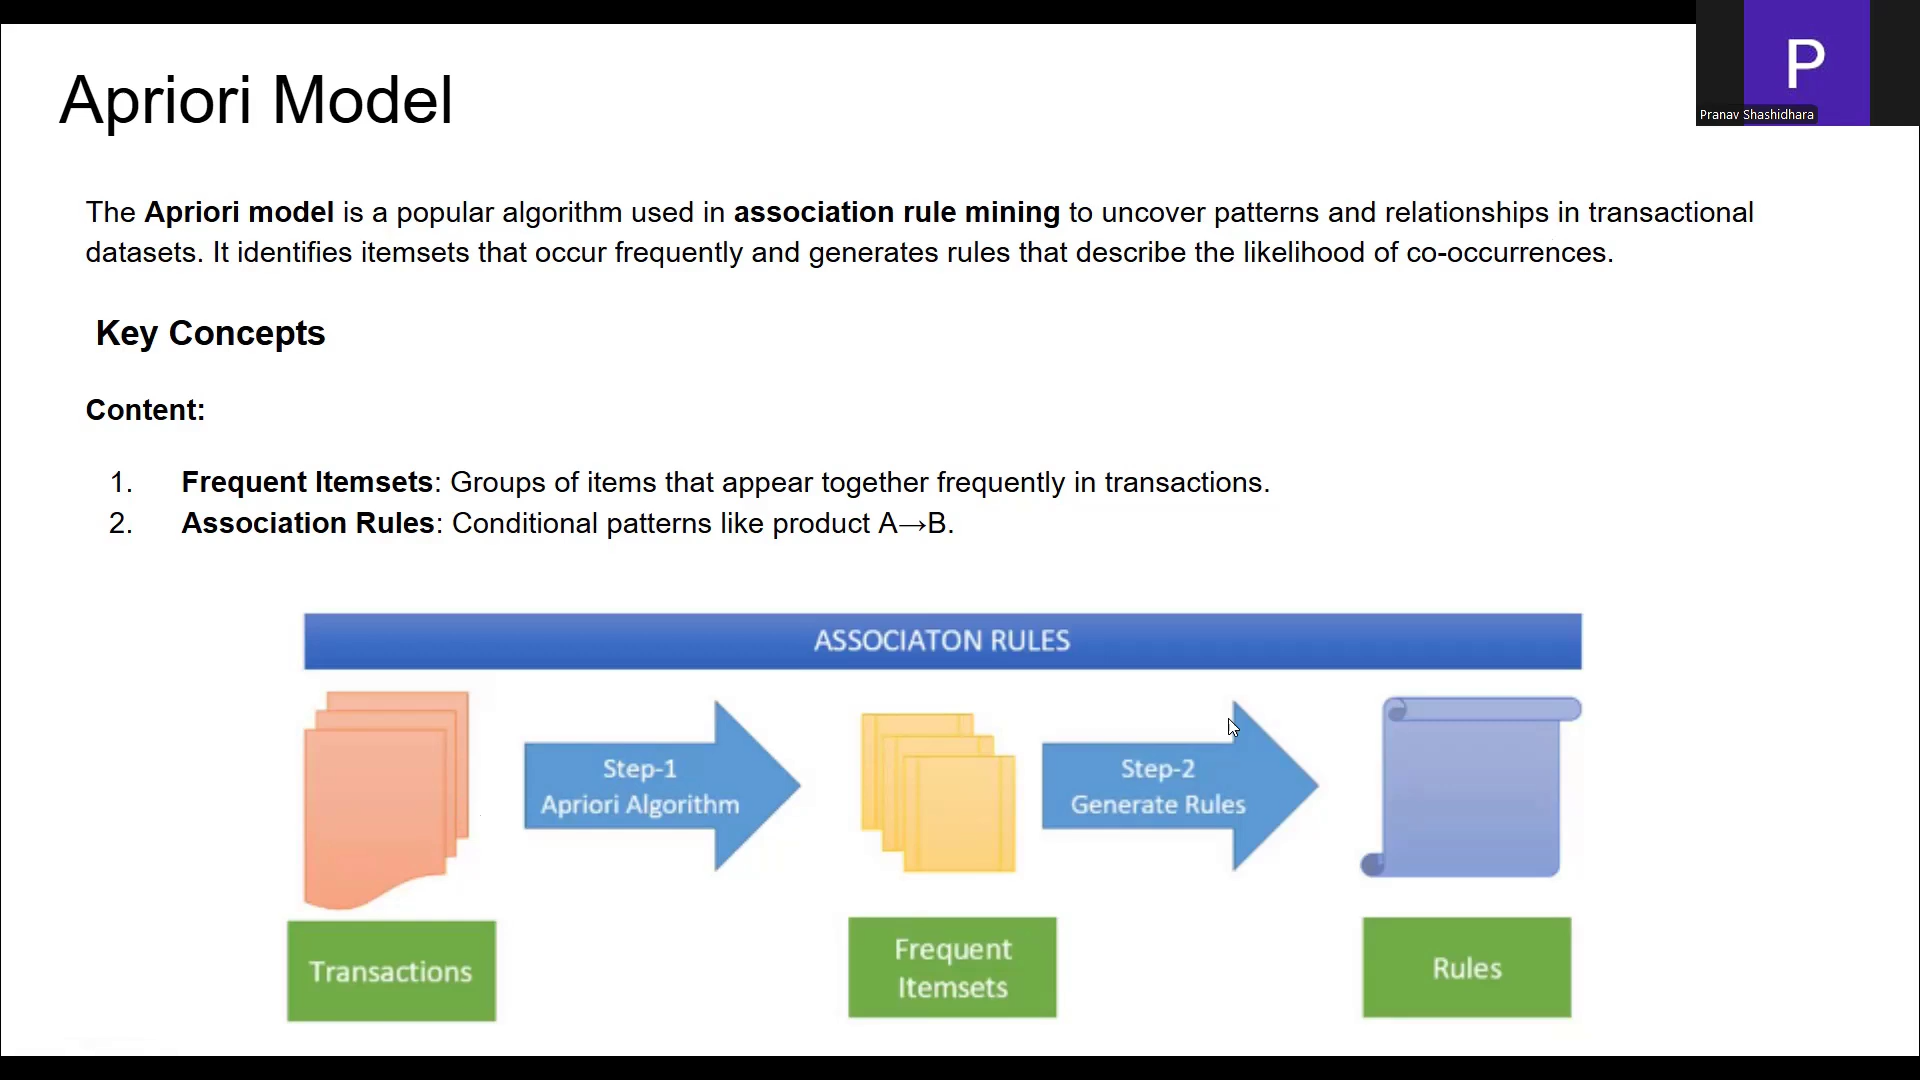 Apriori Model
P
Pranav Shashidhara
The Apriori model is a popular algorithm used in association rule mining to uncover patterns and relationships in transactional
datasets. It identifies itemsets that occur frequently and generates rules that describe the likelihood of co-occurrences.
Key Concepts
Content:
1. Frequent Itemsets: Groups of items that appear together frequently in transactions.
2. Association Rules: Conditional patterns like product A→B.
ASSOCIATON RULES
Step-1
Apriori Algorithm
Step-2
Generate Rules
Transactions
Frequent
Itemsets
Rules